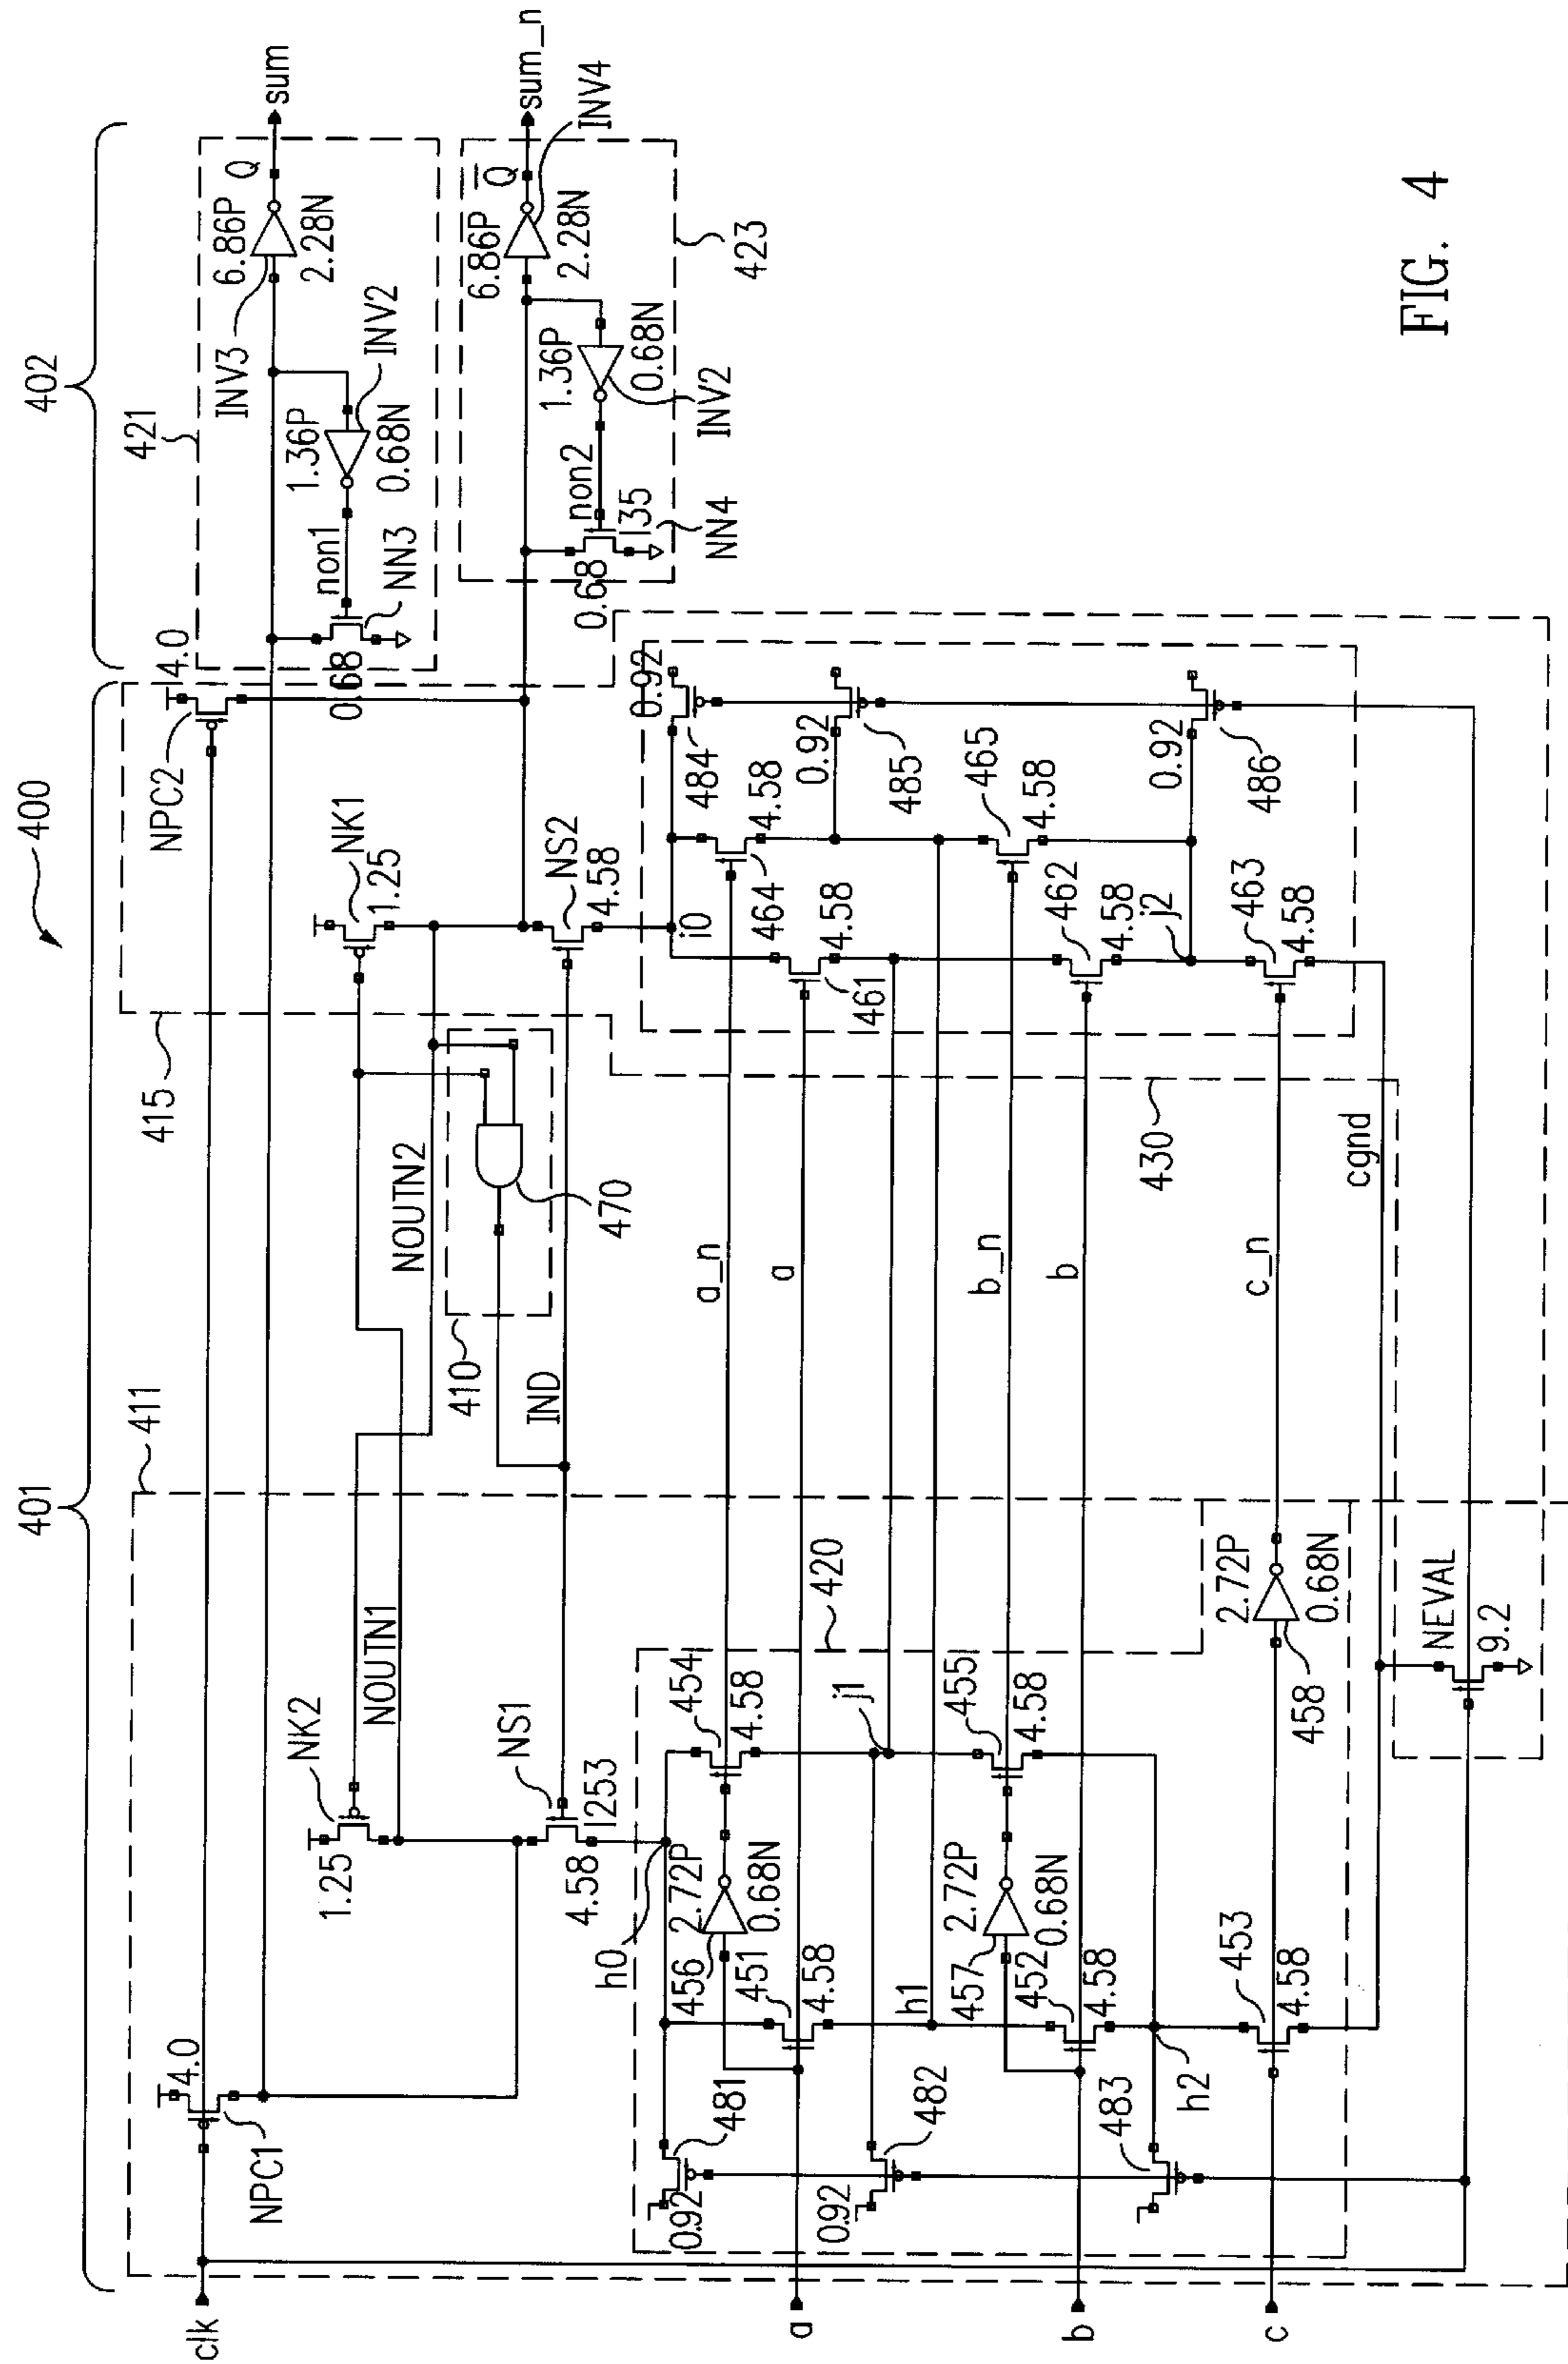 400
401
402
411
415
421
423
clk
NPC1
4.0
NPC2
4.0
INV3
6.86P
2.28N
Q
sum
1.36P
0.68N
INV2
non1
NN3
0.68
6.86P
2.28N
Q
sum_n
INV4
1.36P
0.68N
INV2
non2
I35
NN4
0.68
NK2
1.25
NOUTN1
NK1
1.25
NOUTN2
410
470
IND
NS1
I253
4.58
NS2
4.58
h0
i0
420
430
481
0.92
482
0.92
483
456
2.72P
0.68N
451
4.58
454
4.58
j1
h1
457
2.72P
0.68N
452
4.58
455
4.58
h2
453
4.58
458
2.72P
0.68N
a
b
c
a_n
a
b_n
b
c_n
cgnd
464
4.58
461
4.58
465
4.58
462
4.58
j2
463
4.58
484
0.92
485
0.92
486
0.92
NEVAL
9.2
FIG. 4